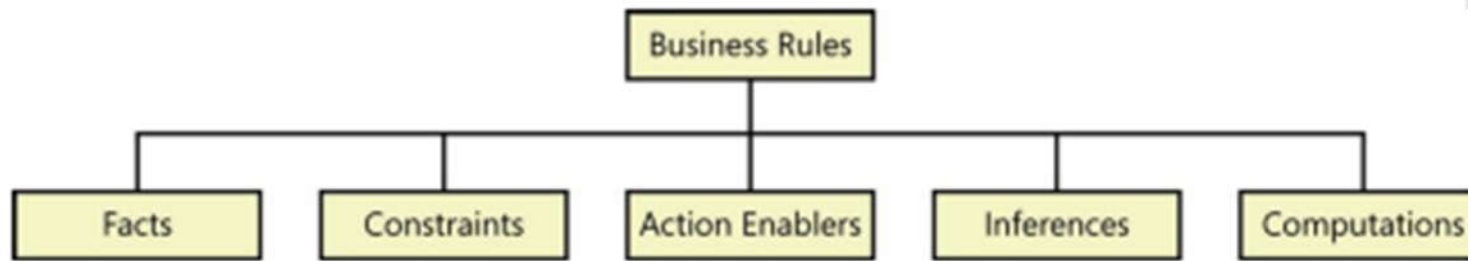 Business Rules
Facts
Constraints
Action Enablers
Inferences
Computations